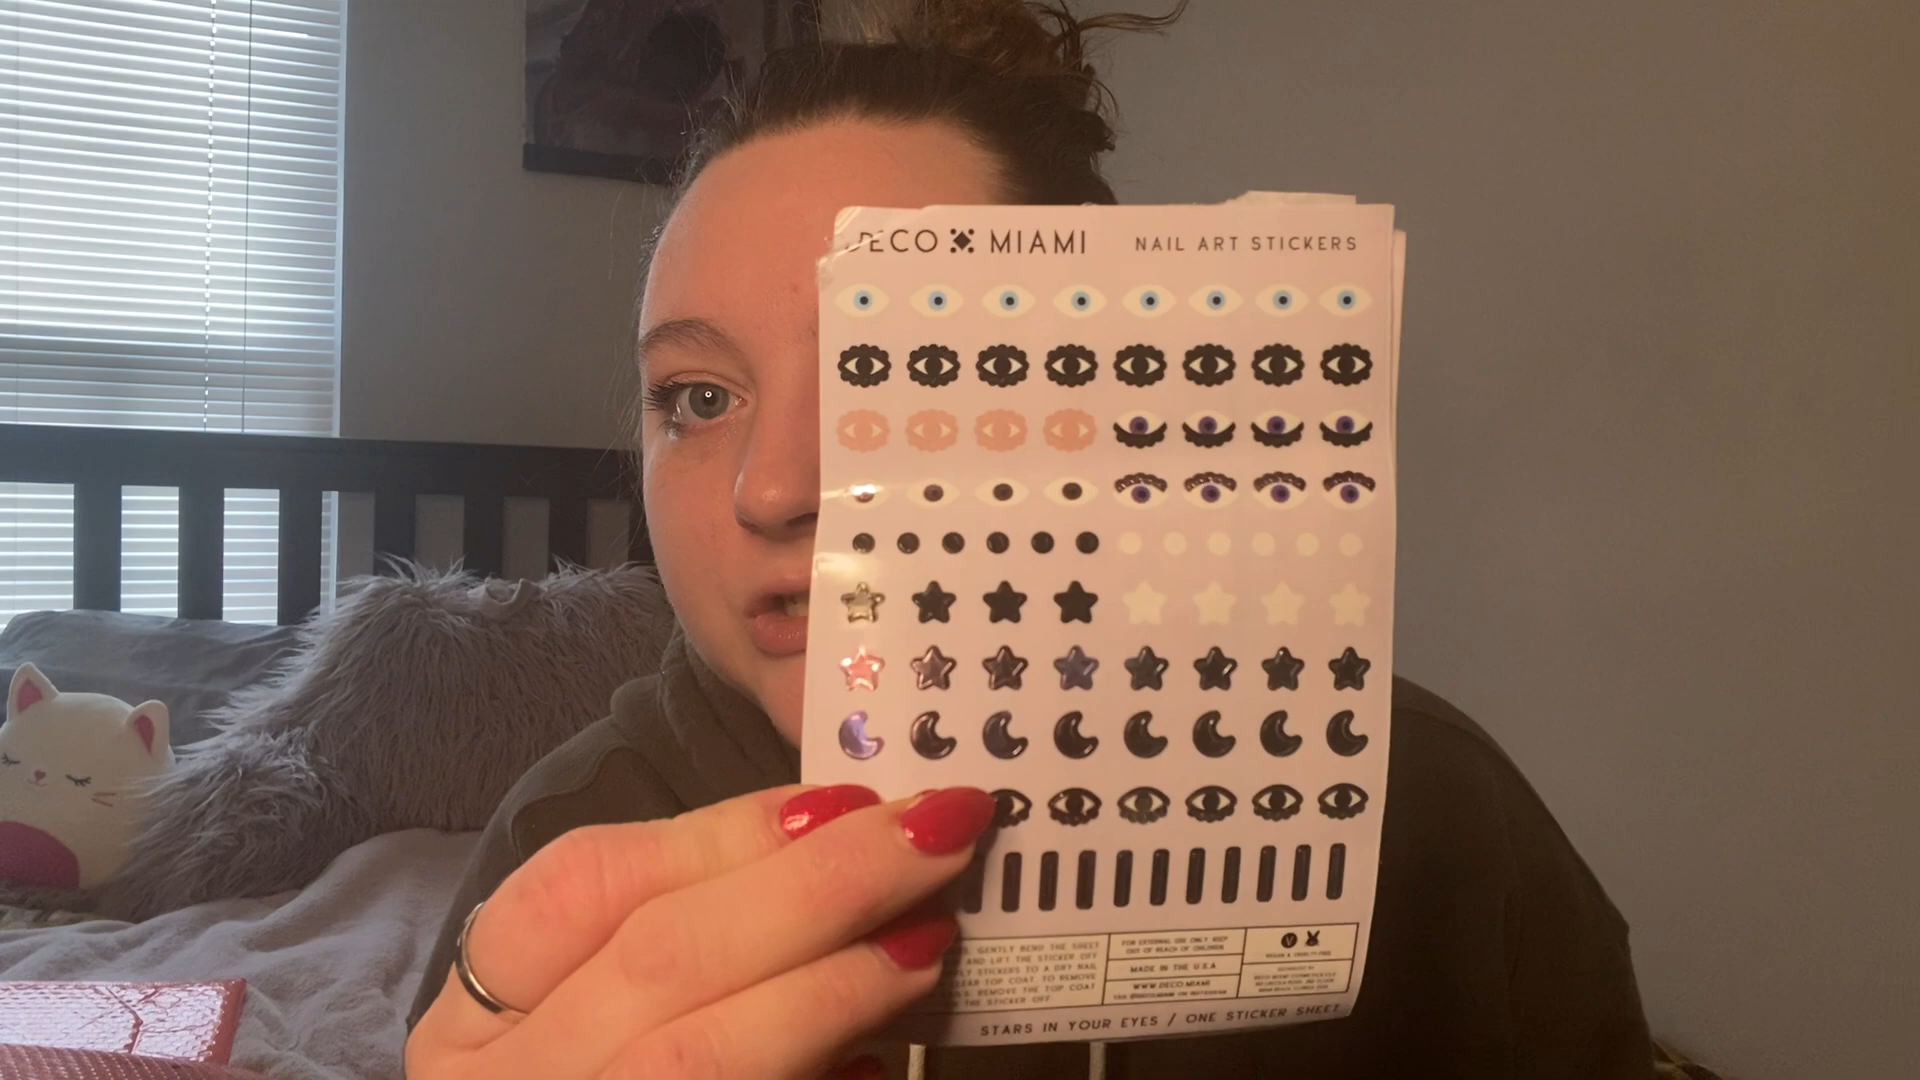 DECO MIAMI NAIL ART STICKERS
GENTLY BEND THE SHEET
AND LIFT THE STICKER OFF
STICKERS TO A DRY NAIL
CLEAR TOP COAT TO REMOVE
REMOVE THE TOP COAT
THE STICKER OFF
FOR EXTERNAL USE ONLY KEEP
OUT OF REACH OF CHILDREN
MADE IN THE U.S.A
WWW.DECO.MIAMI
VEGAN & CRUELTY-FREE
STARS IN YOUR EYES / ONE STICKER SHEET